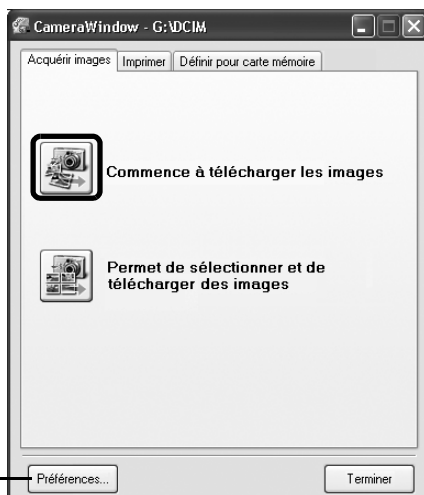 CameraWindow - G:\DCIM
Acquérir images Imprimer Définir pour carte mémoire
Commence à télécharger les images
Permet de sélectionner et de
télécharger des images
Préférences... Terminer